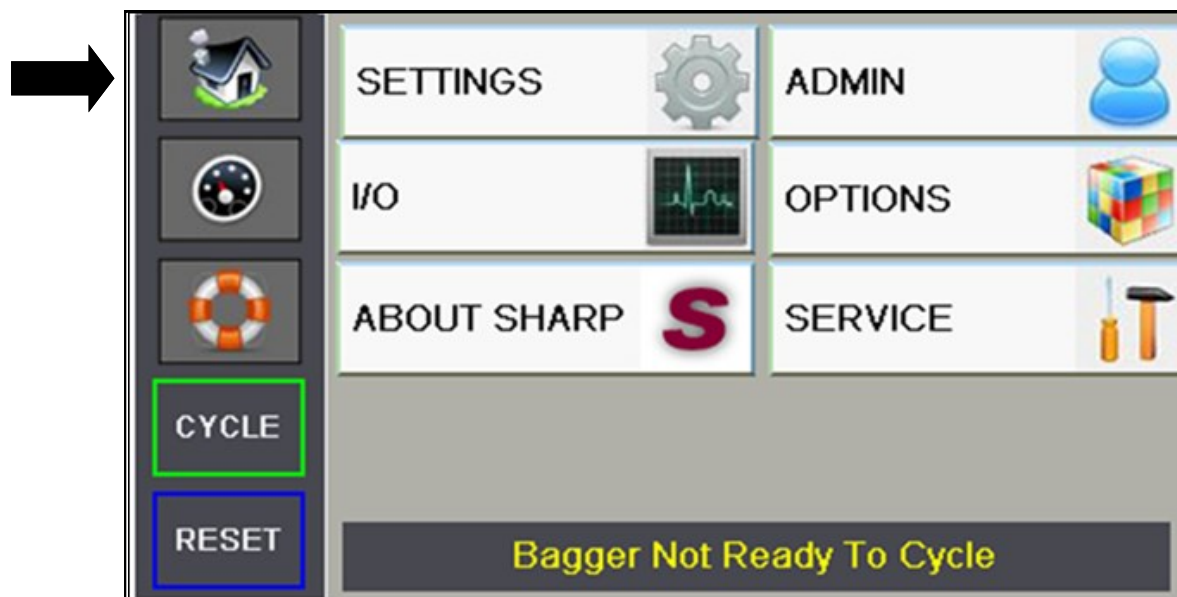 SETTINGS
ADMIN
I/O
OPTIONS
ABOUT SHARP
S
SERVICE
CYCLE
RESET
Bagger Not Ready To Cycle